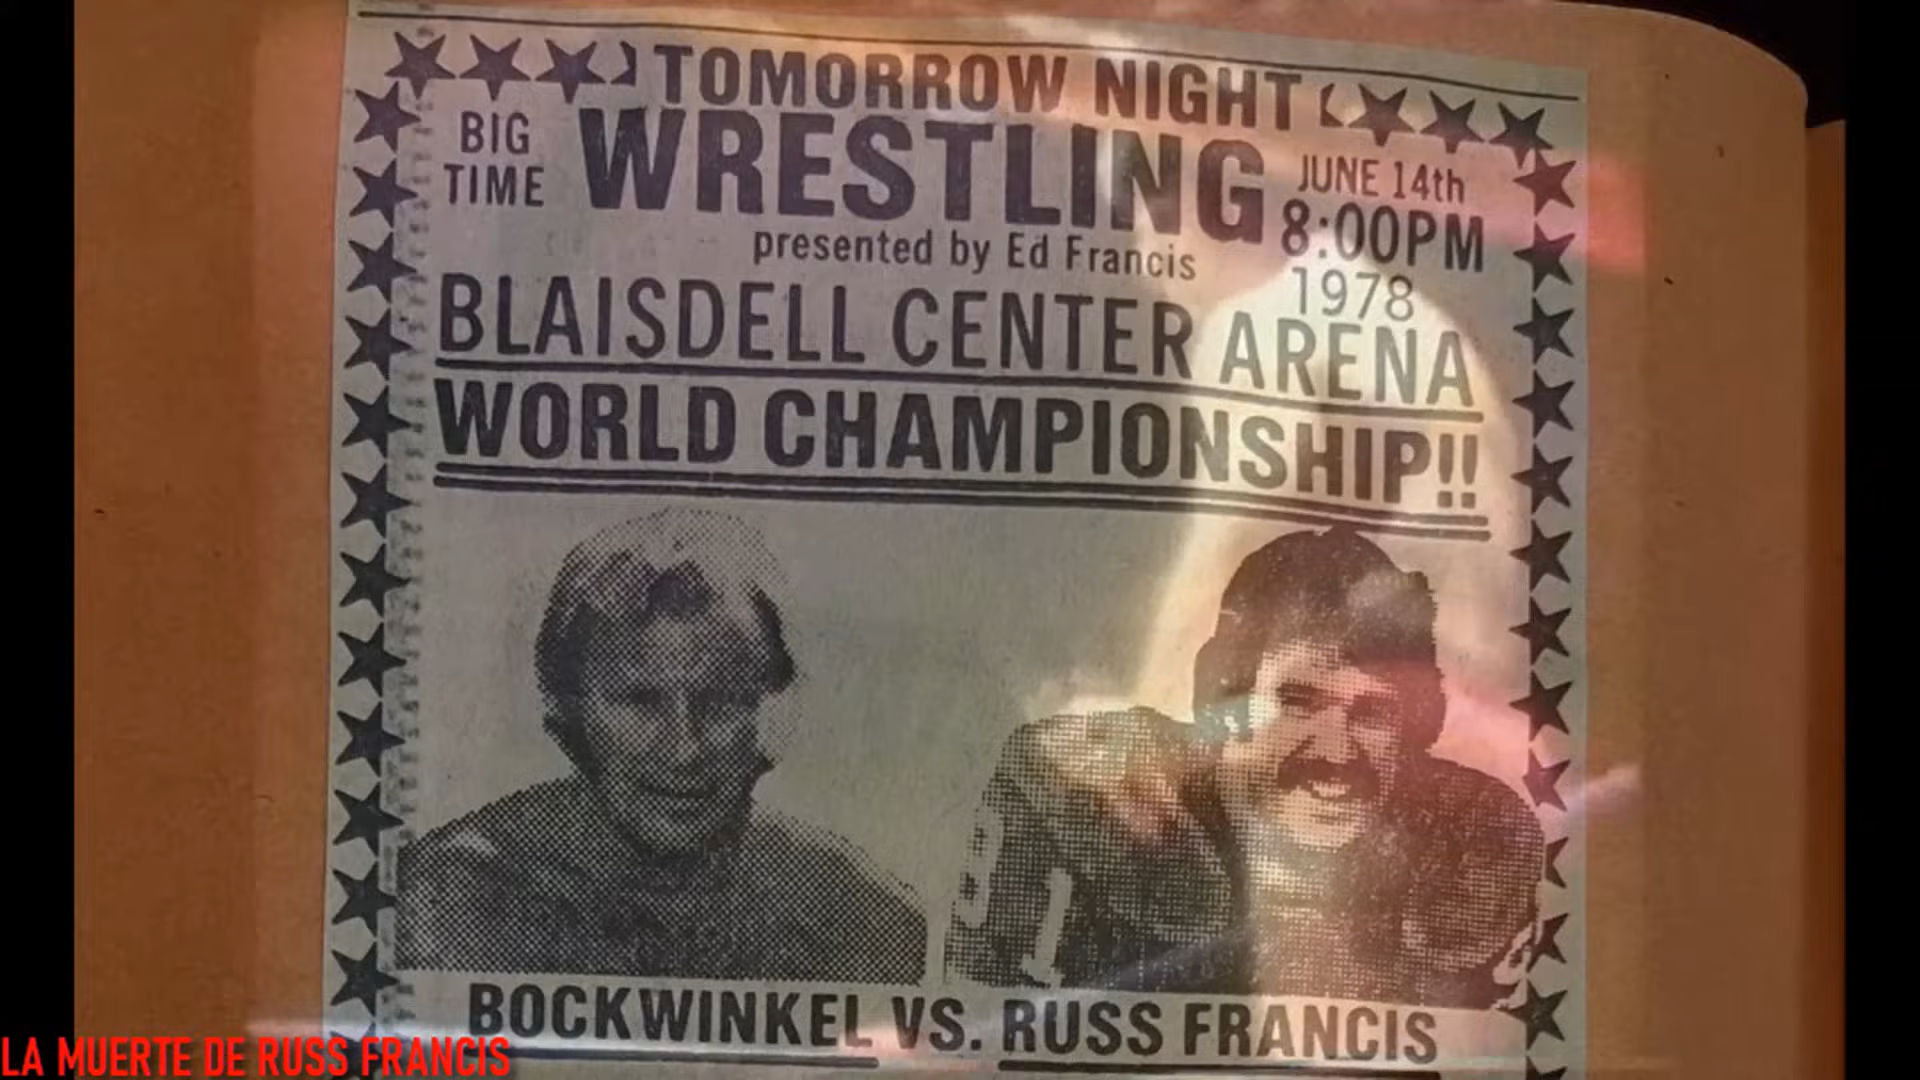 TOMORROW NIGHT
BIG
TIME
WRESTLING
JUNE 14th
8:00PM
presented by Ed Francis
1978
BLAISDELL CENTER ARENA
WORLD CHAMPIONSHIP!!
BOCKWINKEL VS. RUSS FRANCIS
LA MUERTE DE RUSS FRANCIS